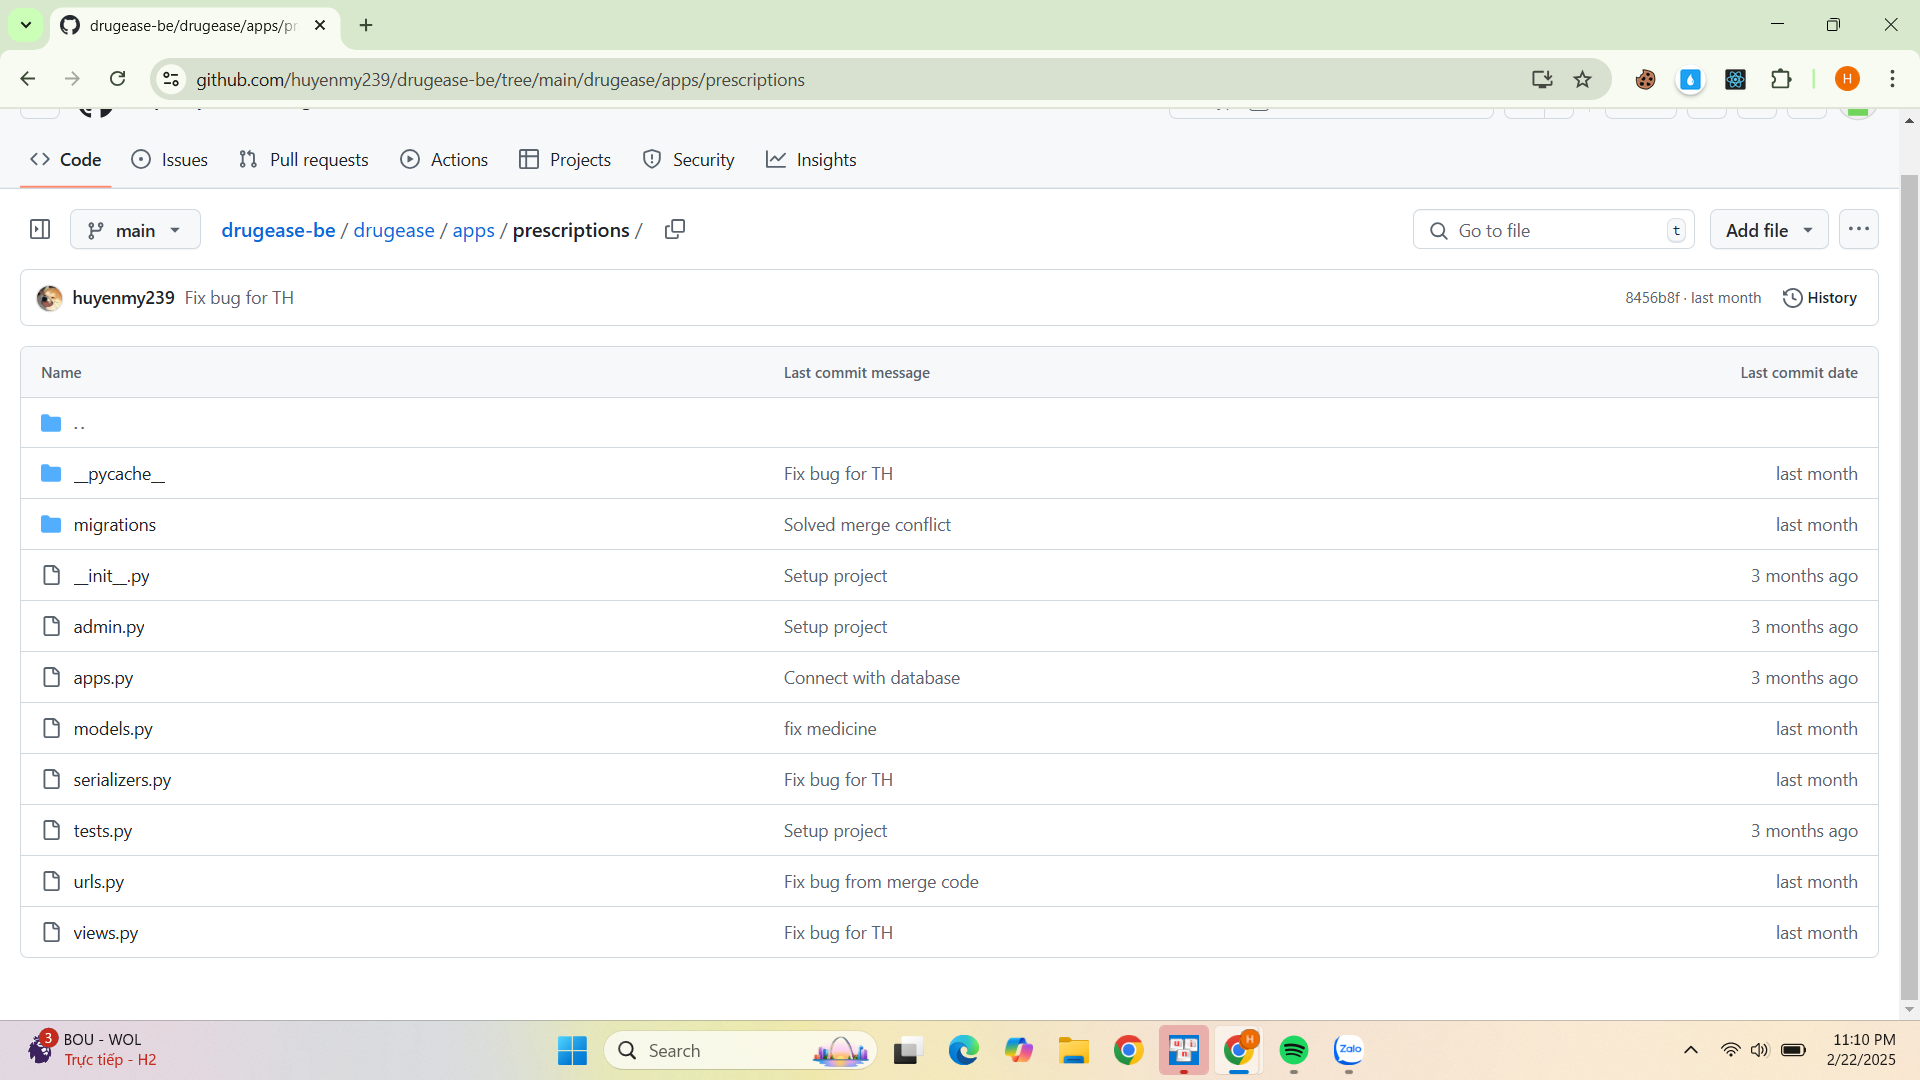 drugease-be/drugease/apps/pr
github.com/huyenmy239/drugease-be/tree/main/drugease/apps/prescriptions
H
Code Issues Pull requests Actions Projects Security Insights
main drugease-be / drugease / apps / prescriptions / Go to file t Add file
huyenmy239 Fix bug for TH 8456b8f · last month History
Name Last commit message Last commit date
..
__pycache__ Fix bug for TH last month
migrations Solved merge conflict last month
__init__.py Setup project 3 months ago
admin.py Setup project 3 months ago
apps.py Connect with database 3 months ago
models.py fix medicine last month
serializers.py Fix bug for TH last month
tests.py Setup project 3 months ago
urls.py Fix bug from merge code last month
views.py Fix bug for TH last month
3 BOU - WOL
Trực tiếp - H2
Search
H
Zalo
11:10 PM
2/22/2025